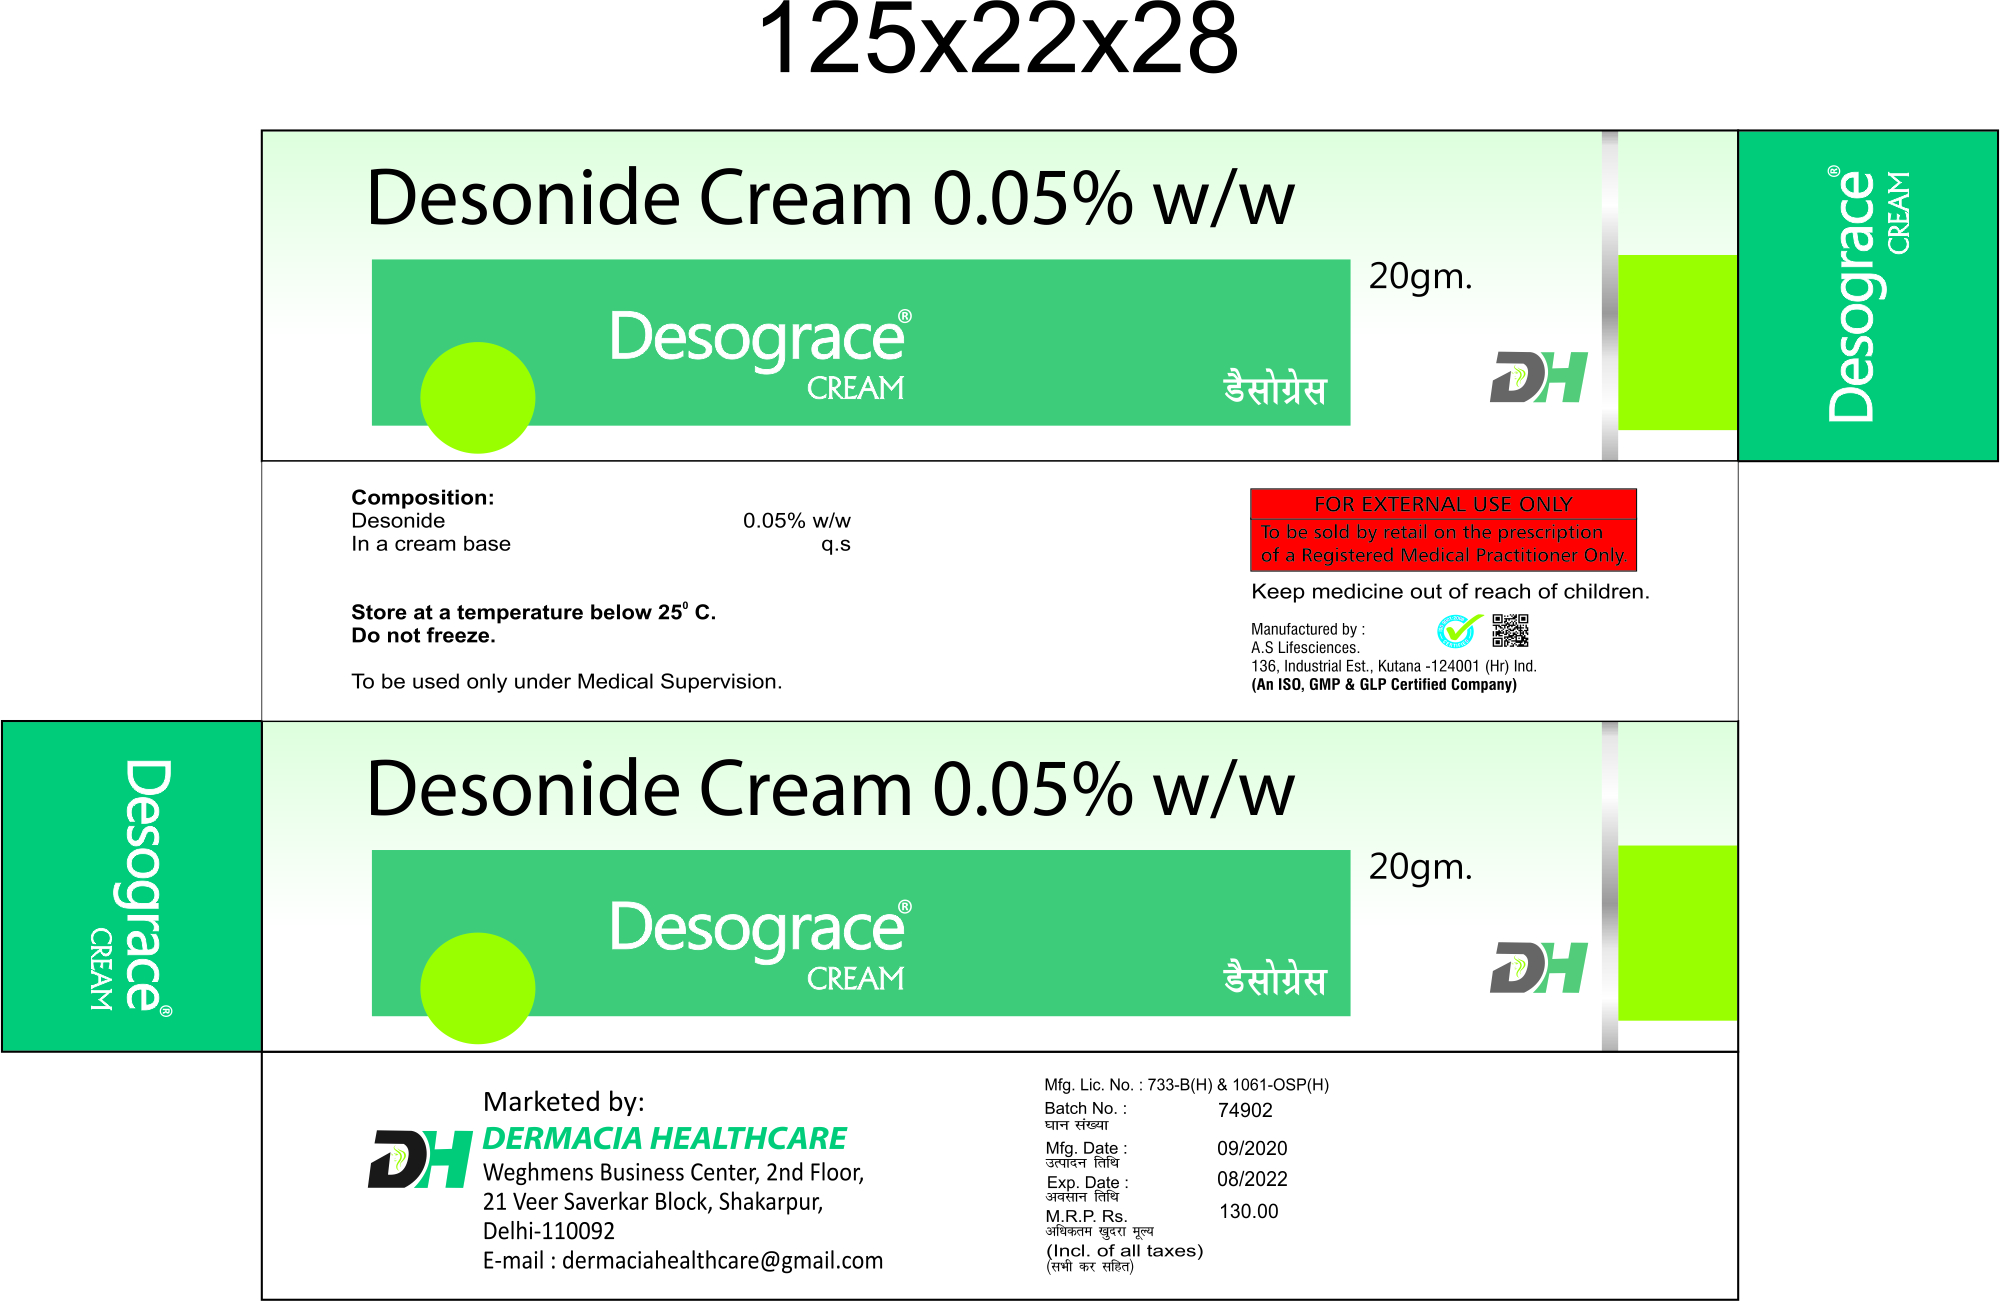 125x22x28
Desonide Cream 0.05% w/w
20gm.
Desograce®
CREAM
डैसोग्रेस
DH
Desograce®
CREAM
Composition:
Desonide 0.05% w/w
In a cream base q.s
Store at a temperature below 25⁰ C.
Do not freeze.
To be used only under Medical Supervision.
FOR EXTERNAL USE ONLY
To be sold by retail on the prescription
of a Registered Medical Practitioner Only.
Keep medicine out of reach of children.
Manufactured by :
A.S Lifesciences.
136, Industrial Est., Kutana -124001 (Hr) Ind.
(An ISO, GMP & GLP Certified Company)
Desograce®
CREAM
Desonide Cream 0.05% w/w
20gm.
Desograce®
CREAM
डैसोग्रेस
DH
Marketed by:
DH
DERMACIA HEALTHCARE
Weghmens Business Center, 2nd Floor,
21 Veer Saverkar Block, Shakarpur,
Delhi-110092
E-mail : dermaciahealthcare@gmail.com
Mfg. Lic. No. : 733-B(H) & 1061-OSP(H)
Batch No. : 74902
घान संख्या
Mfg. Date : 09/2020
उत्पादन तिथि
Exp. Date : 08/2022
अवसान तिथि
M.R.P. Rs. 130.00
अधिकतम खुदरा मूल्य
(Incl. of all taxes)
(सभी कर सहित)